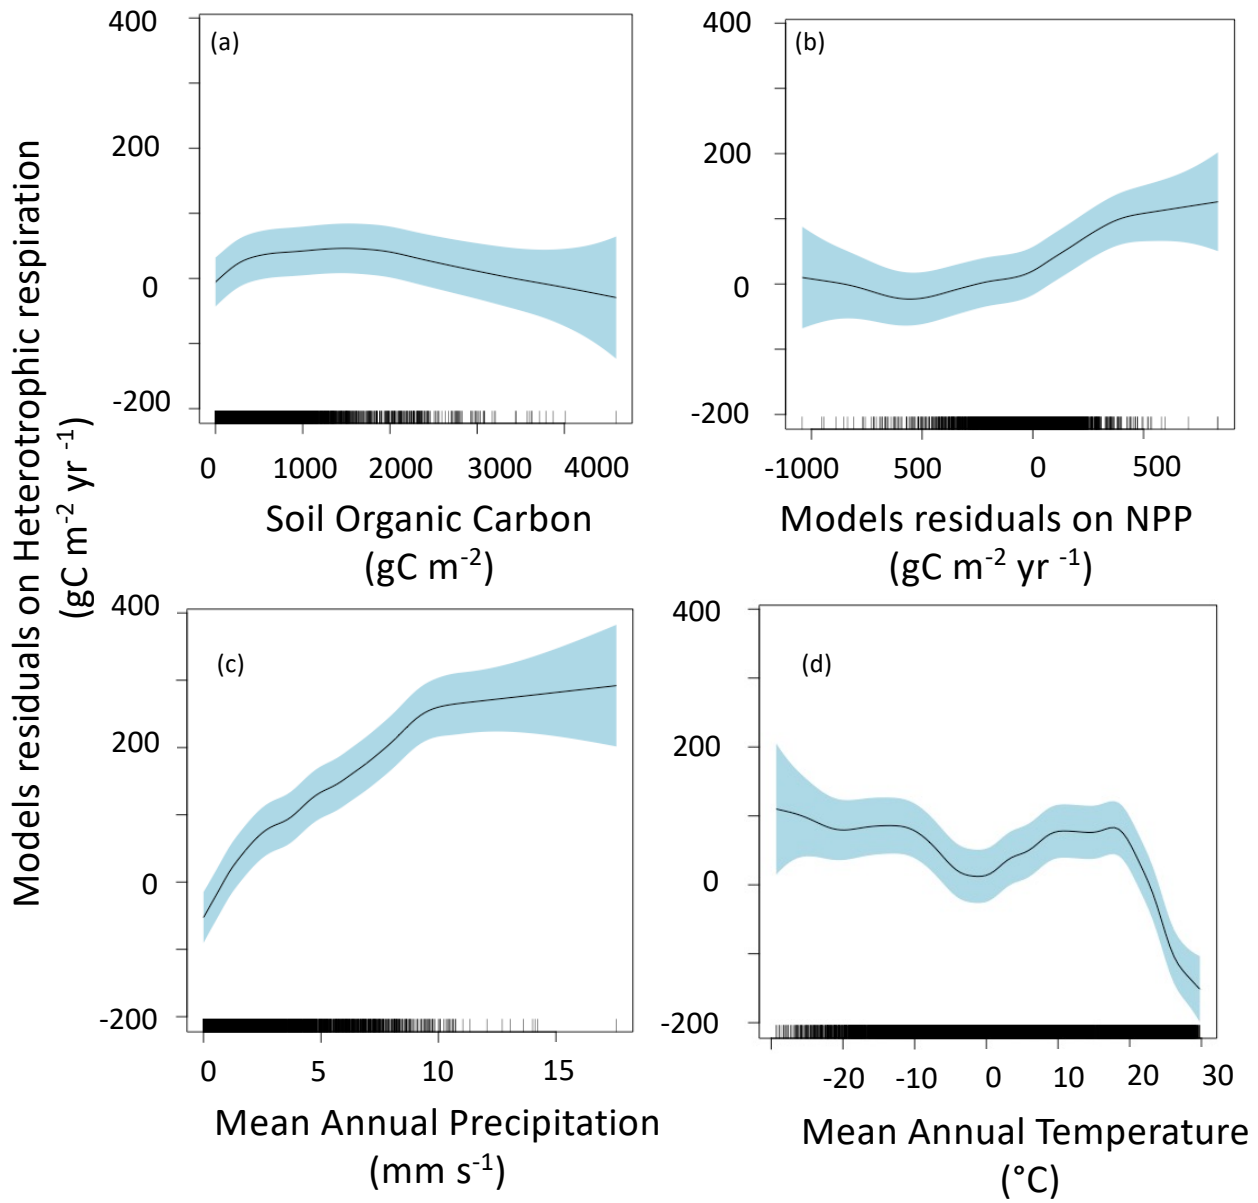 Models residuals on Heterotrophic respiration
(gC m⁻² yr ⁻¹)
(a)
400
200
0
-200
0 1000 2000 3000 4000
Soil Organic Carbon
(gC m⁻²)
(b)
400
200
0
-200
-1000 500 0 500
Models residuals on NPP
(gC m⁻² yr ⁻¹)
(c)
400
200
0
-200
0 5 10 15
Mean Annual Precipitation
(mm s⁻¹)
(d)
400
200
0
-200
-20 -10 0 10 20 30
Mean Annual Temperature
(°C)